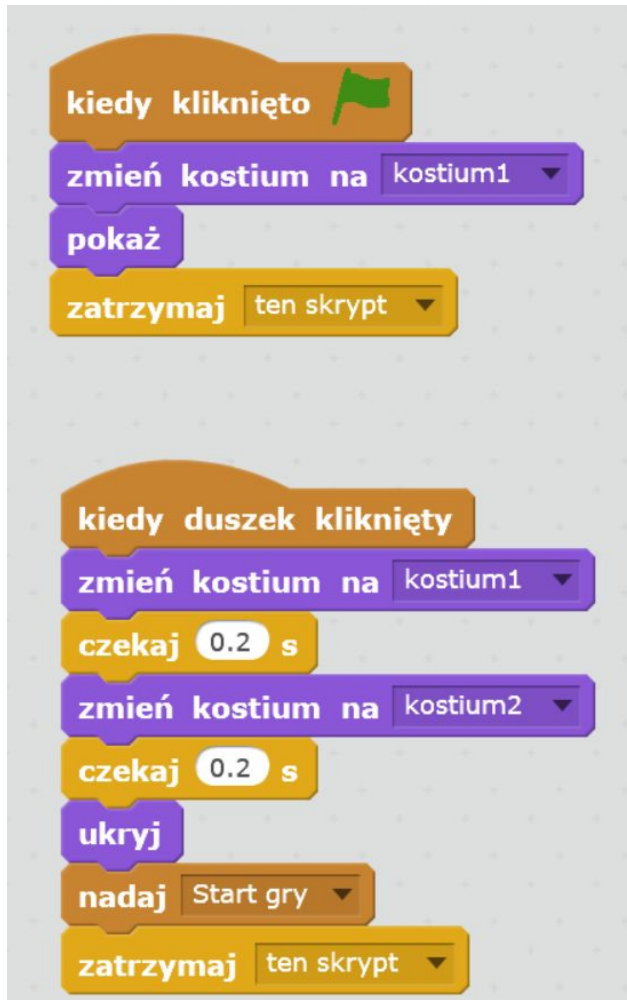 kiedy kliknięto
zmień kostium na kostium1
pokaż
zatrzymaj ten skrypt
kiedy duszek kliknięty
zmień kostium na kostium1
czekaj 0.2 s
zmień kostium na kostium2
czekaj 0.2 s
ukryj
nadaj Start gry
zatrzymaj ten skrypt